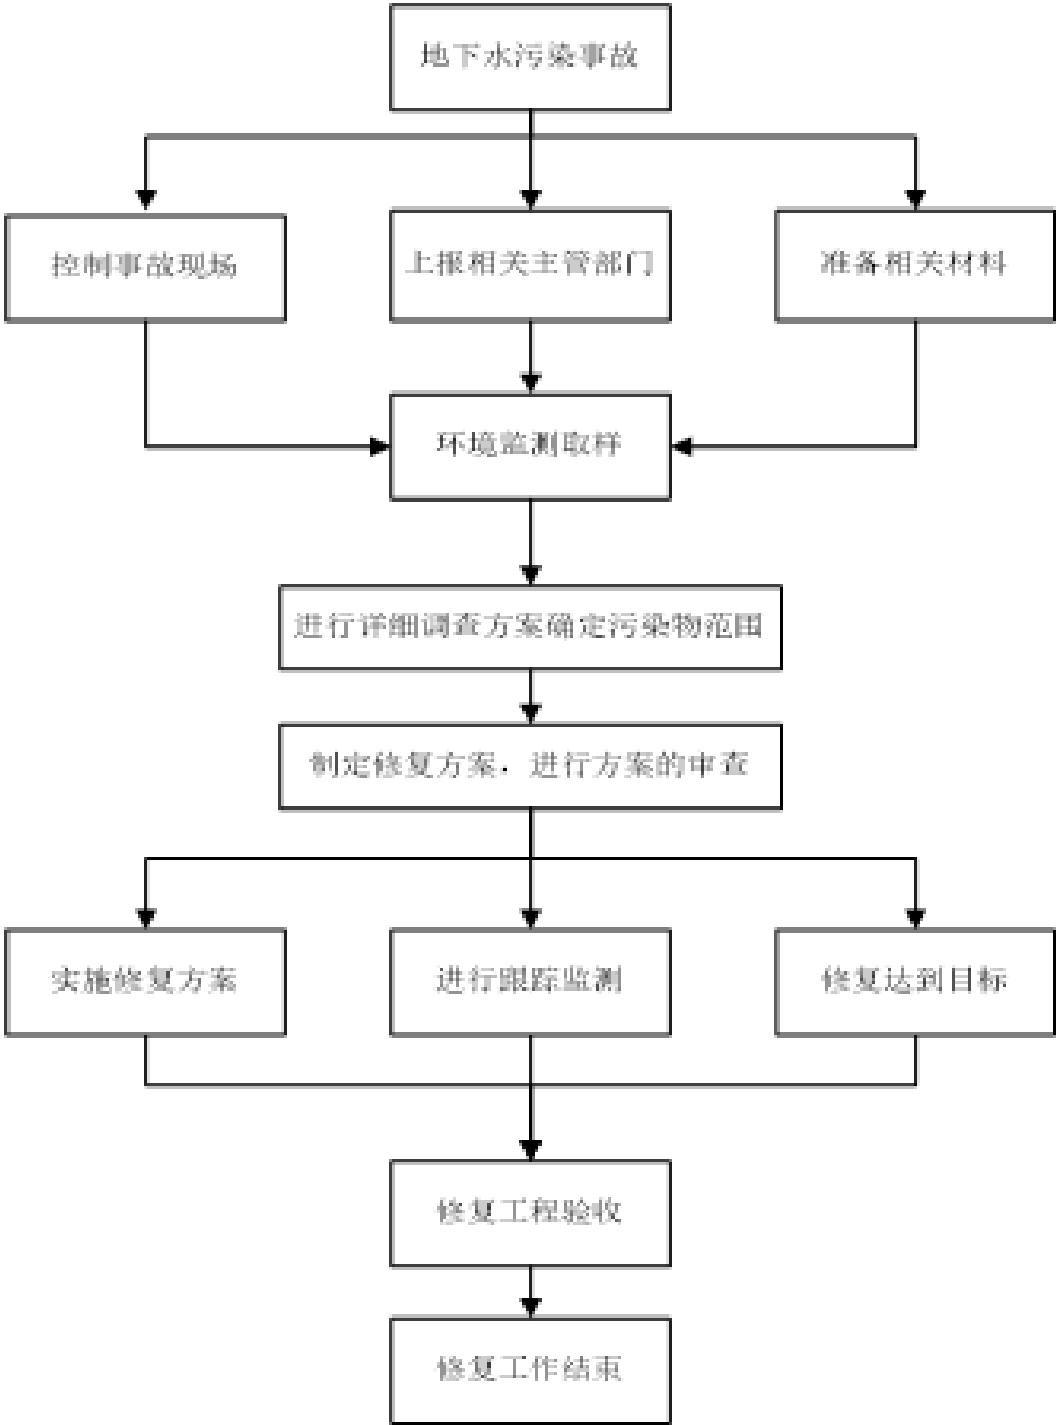 地下水污染事故
控制事故现场
上报相关主管部门
准备相关材料
环境监测取样
进行详细调查方案确定污染物范围
制定修复方案，进行方案的审查
实施修复方案
进行跟踪监测
修复达到目标
修复工程验收
修复工作结束